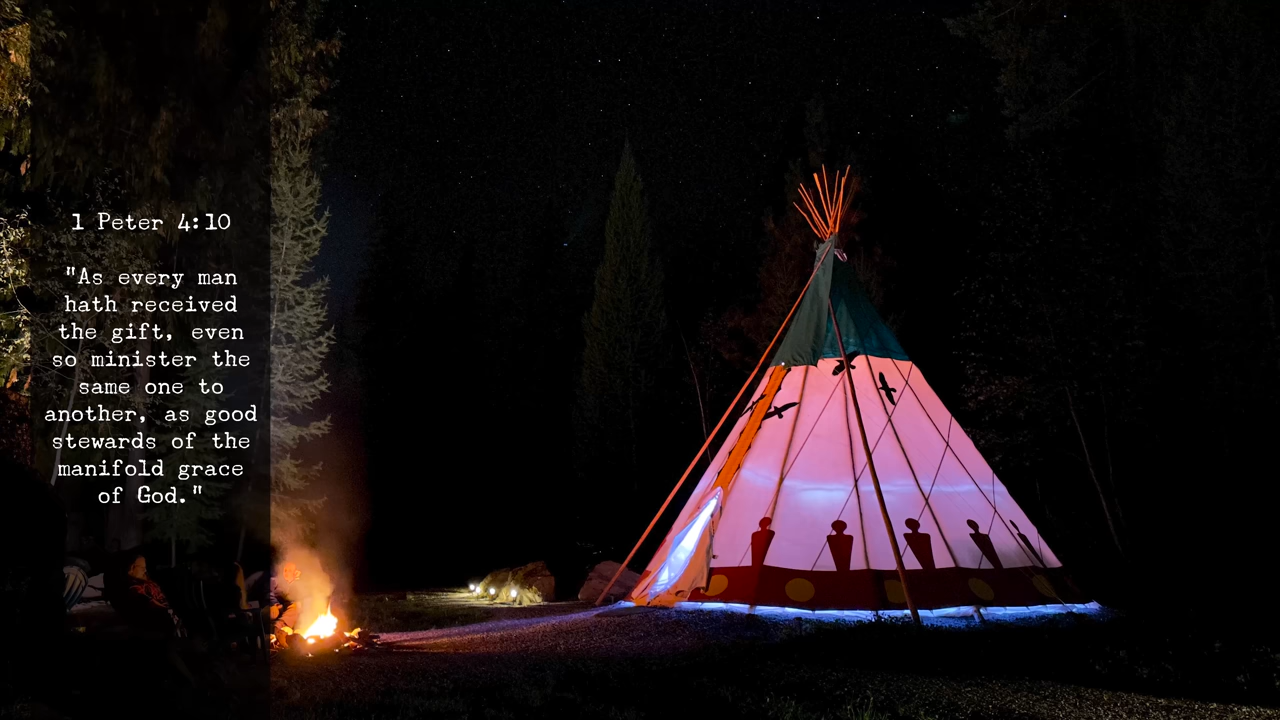 1 Peter 4:10
"As every man
hath received
the gift, even
so minister the
same one to
another, as good
stewards of the
manifold grace
of God."